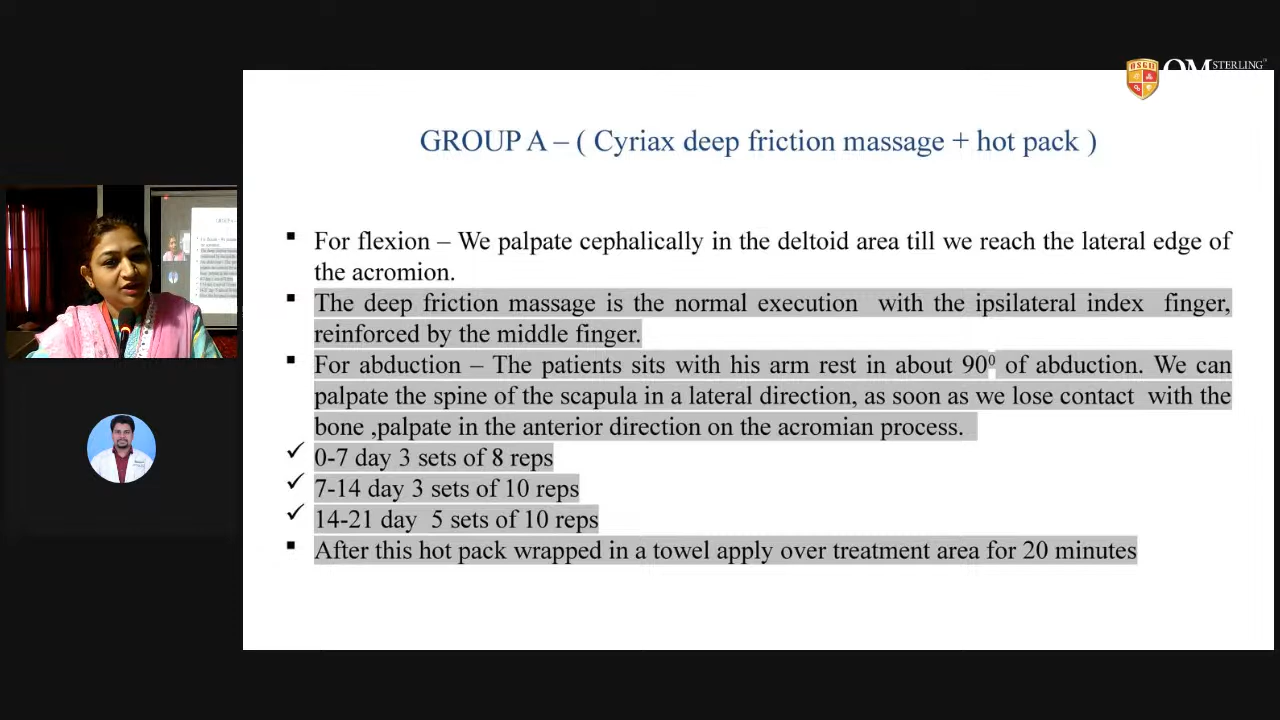 OSGU OM STERLING
GROUP A – ( Cyriax deep friction massage + hot pack )
▪ For flexion – We palpate cephalically in the deltoid area till we reach the lateral edge of
the acromion.
▪ The deep friction massage is the normal execution with the ipsilateral index finger,
reinforced by the middle finger.
▪ For abduction – The patients sits with his arm rest in about 90⁰ of abduction. We can
palpate the spine of the scapula in a lateral direction, as soon as we lose contact with the
bone ,palpate in the anterior direction on the acromian process.
✓ 0-7 day 3 sets of 8 reps
✓ 7-14 day 3 sets of 10 reps
✓ 14-21 day 5 sets of 10 reps
▪ After this hot pack wrapped in a towel apply over treatment area for 20 minutes